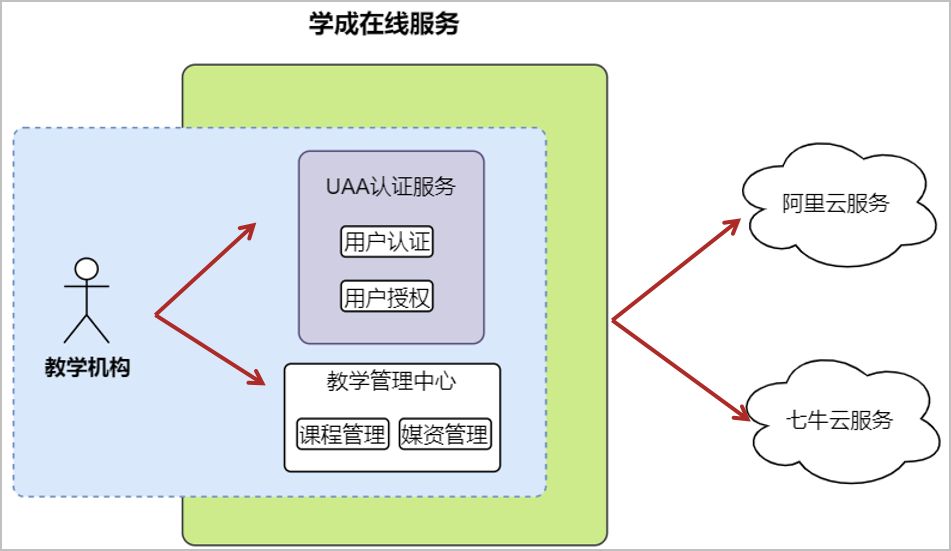 学成在线服务
UAA认证服务
用户认证
用户授权
教学机构
教学管理中心
课程管理
媒资管理
阿里云服务
七牛云服务